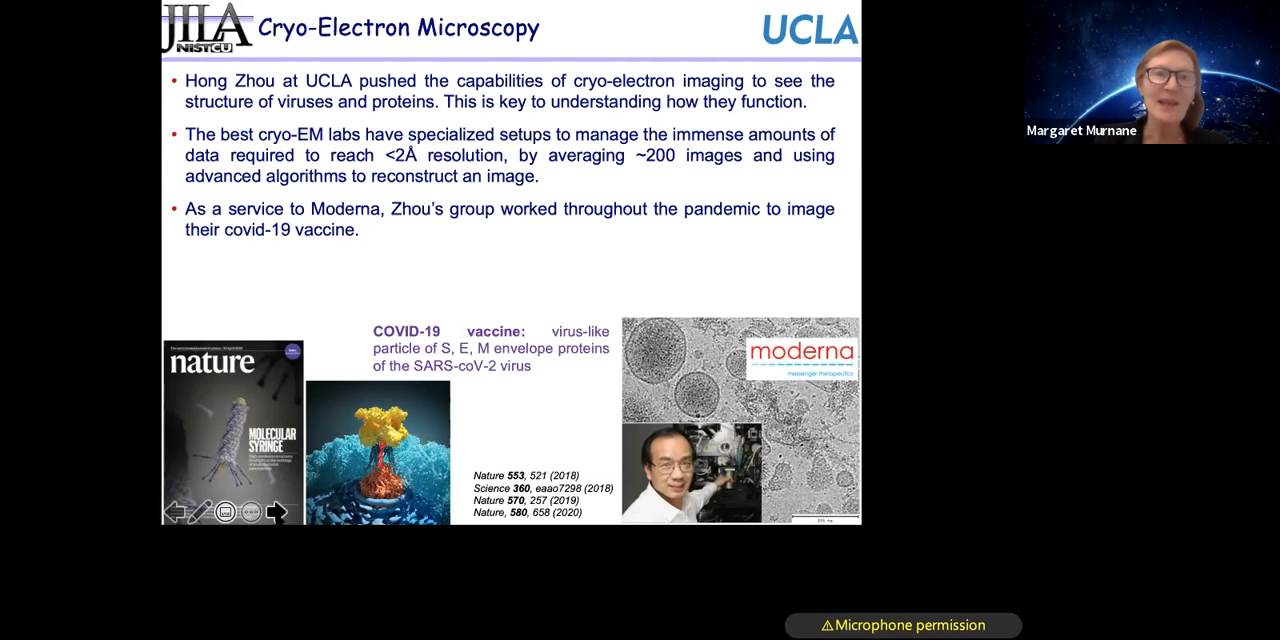 JILA
NIST CU
Cryo-Electron Microscopy
UCLA
• Hong Zhou at UCLA pushed the capabilities of cryo-electron imaging to see the
structure of viruses and proteins. This is key to understanding how they function.
• The best cryo-EM labs have specialized setups to manage the immense amounts of
data required to reach <2Å resolution, by averaging ~200 images and using
advanced algorithms to reconstruct an image.
• As a service to Moderna, Zhou's group worked throughout the pandemic to image
their covid-19 vaccine.
COVID-19 vaccine: virus-like
particle of S, E, M envelope proteins
of the SARS-coV-2 virus
nature
MOLECULAR
SYRINGE
Nature 553, 521 (2018)
Science 360, eaao7298 (2018)
Nature 570, 257 (2019)
Nature, 580, 658 (2020)
moderna
messenger therapeutics
Margaret Murnane
⚠Microphone permission